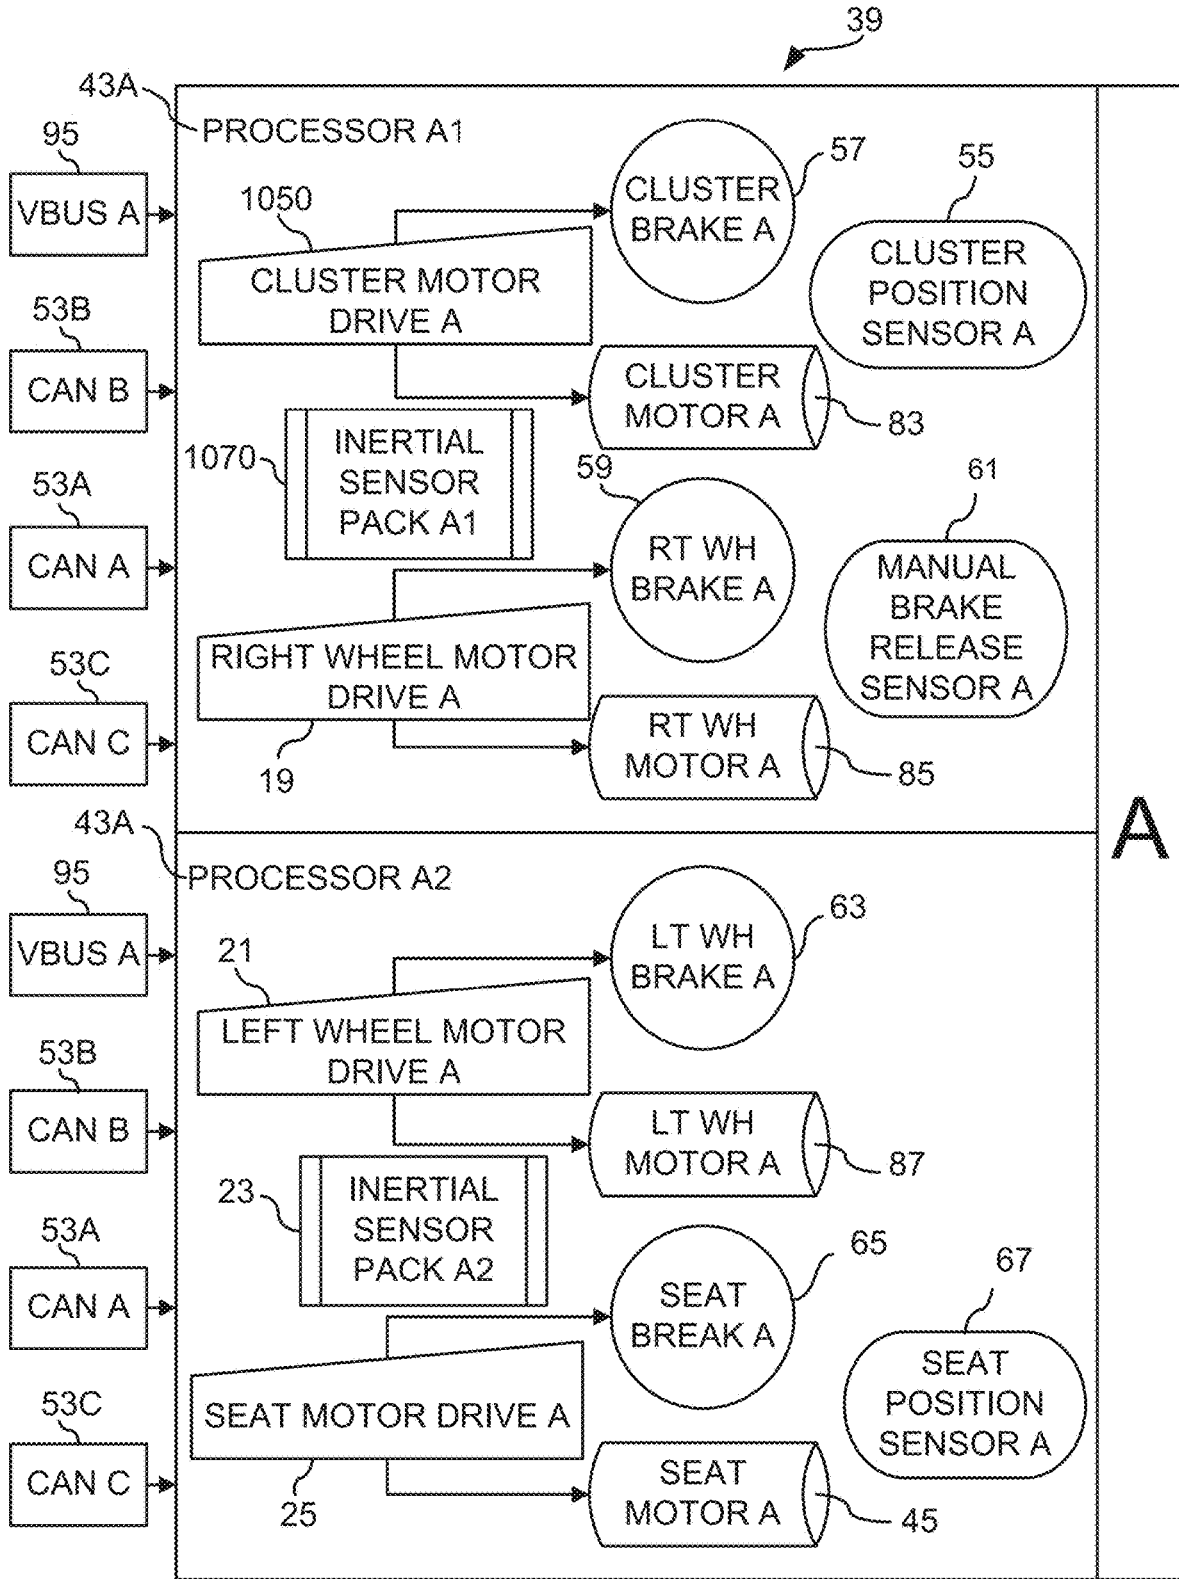 39
43A
PROCESSOR A1
95
VBUS A
1050
CLUSTER MOTOR
DRIVE A
CLUSTER
BRAKE A
57
55
CLUSTER
POSITION
SENSOR A
53B
CAN B
CLUSTER
MOTOR A
83
1070
INERTIAL
SENSOR
PACK A1
53A
CAN A
59
RT WH
BRAKE A
61
MANUAL
BRAKE
RELEASE
SENSOR A
RIGHT WHEEL MOTOR
DRIVE A
19
53C
CAN C
RT WH
MOTOR A
85
A
43A
PROCESSOR A2
95
VBUS A
21
LEFT WHEEL MOTOR
DRIVE A
LT WH
BRAKE A
63
53B
CAN B
LT WH
MOTOR A
87
23
INERTIAL
SENSOR
PACK A2
53A
CAN A
SEAT
BREAK A
65
67
SEAT
POSITION
SENSOR A
SEAT MOTOR DRIVE A
25
53C
CAN C
SEAT
MOTOR A
45